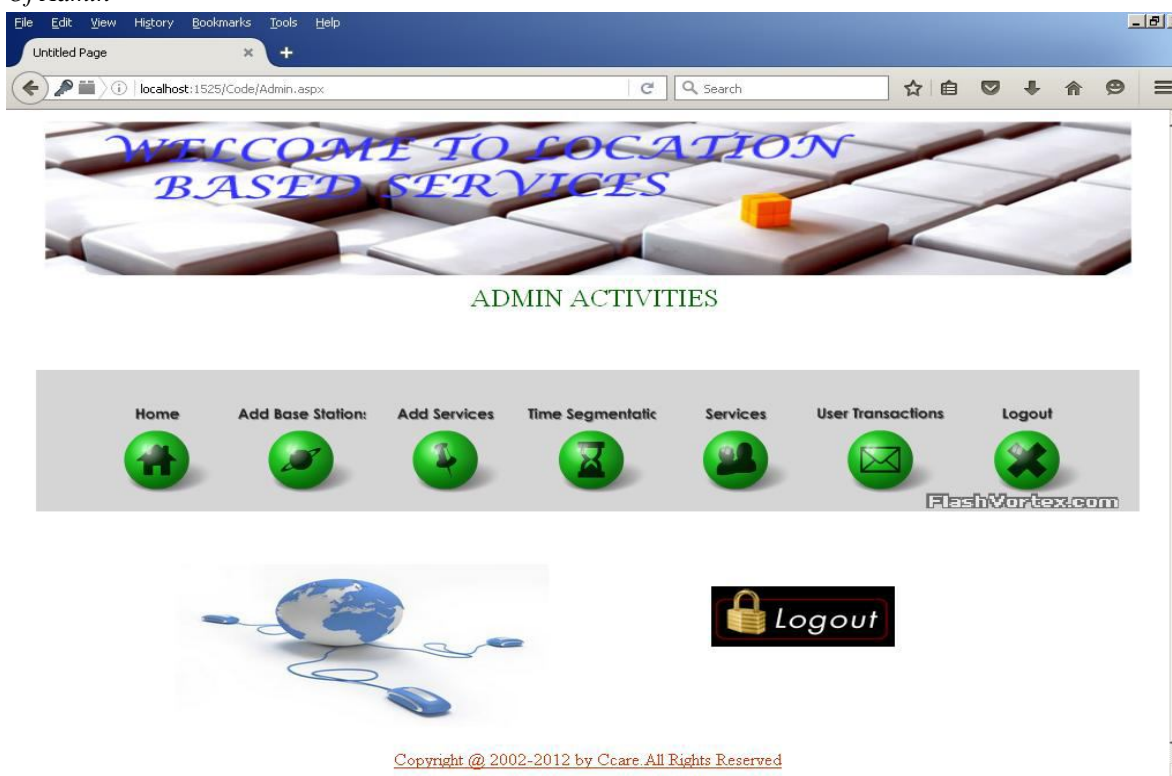 Of Admin
File Edit View History Bookmarks Tools Help
Untitled Page
localhost:1525/Code/Admin.aspx
Search
WELCOME TO LOCATION
BASED SERVICES
ADMIN ACTIVITIES
Home Add Base Station: Add Services Time Segmentatic Services User Transactions Logout
FlashVortex.com
Logout
Copyright @ 2002-2012 by Ccare.All Rights Reserved